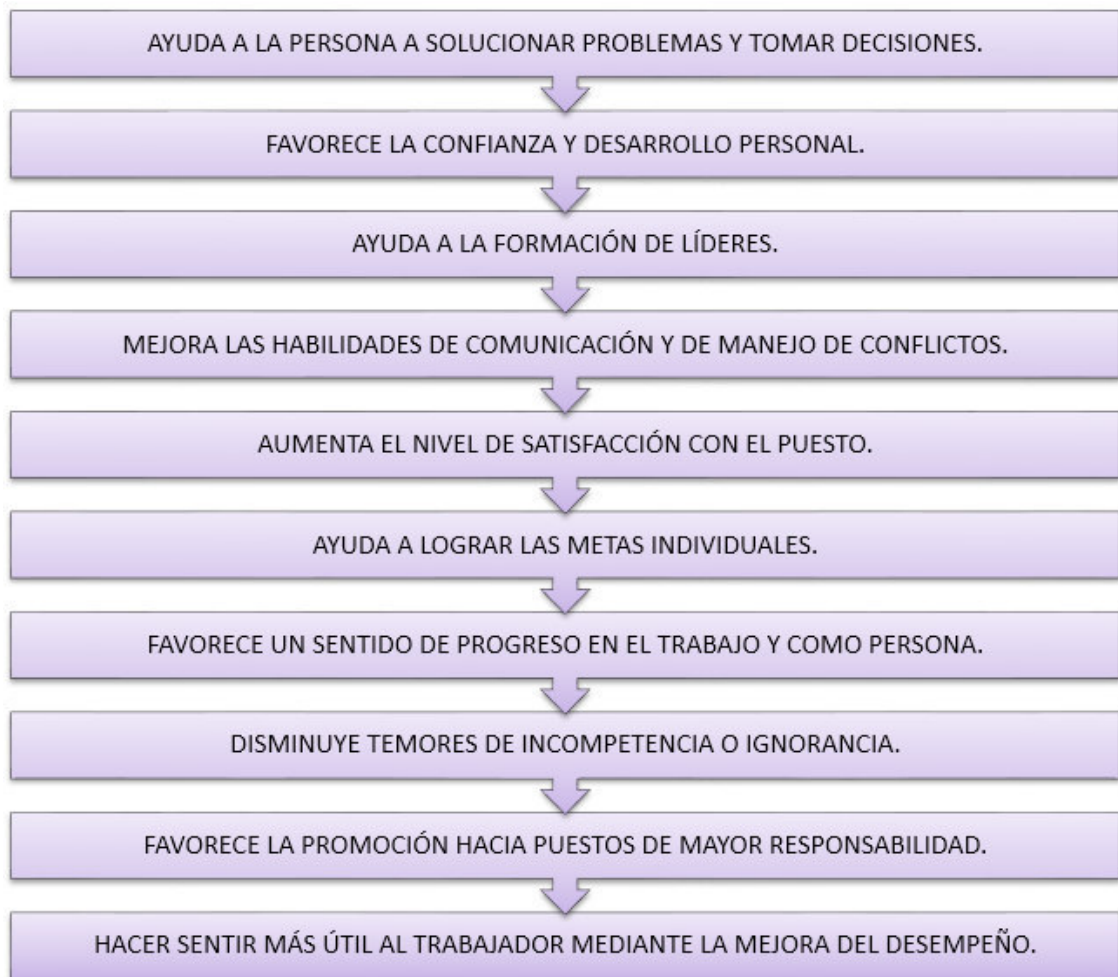 AYUDA A LA PERSONA A SOLUCIONAR PROBLEMAS Y TOMAR DECISIONES.
FAVORECE LA CONFIANZA Y DESARROLLO PERSONAL.
AYUDA A LA FORMACIÓN DE LÍDERES.
MEJORA LAS HABILIDADES DE COMUNICACIÓN Y DE MANEJO DE CONFLICTOS.
AUMENTA EL NIVEL DE SATISFACCIÓN CON EL PUESTO.
AYUDA A LOGRAR LAS METAS INDIVIDUALES.
FAVORECE UN SENTIDO DE PROGRESO EN EL TRABAJO Y COMO PERSONA.
DISMINUYE TEMORES DE INCOMPETENCIA O IGNORANCIA.
FAVORECE LA PROMOCIÓN HACIA PUESTOS DE MAYOR RESPONSABILIDAD.
HACER SENTIR MÁS ÚTIL AL TRABAJADOR MEDIANTE LA MEJORA DEL DESEMPEÑO.